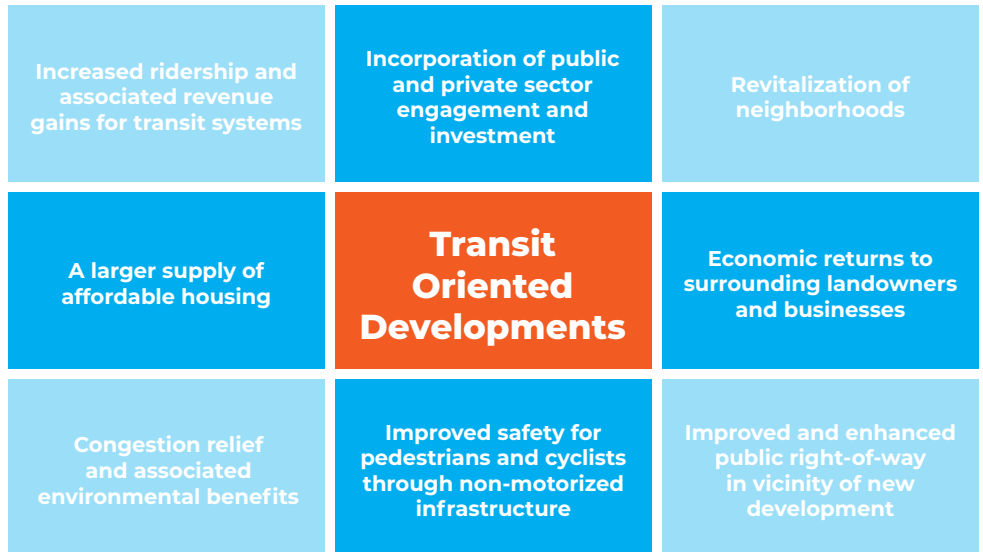 Increased ridership and
associated revenue
gains for transit systems
Incorporation of public
and private sector
engagement and
investment
Revitalization of
neighborhoods
A larger supply of
affordable housing
Transit
Oriented
Developments
Economic returns to
surrounding landowners
and businesses
Congestion relief
and associated
environmental benefits
Improved safety for
pedestrians and cyclists
through non-motorized
infrastructure
Improved and enhanced
public right-of-way
in vicinity of new
development